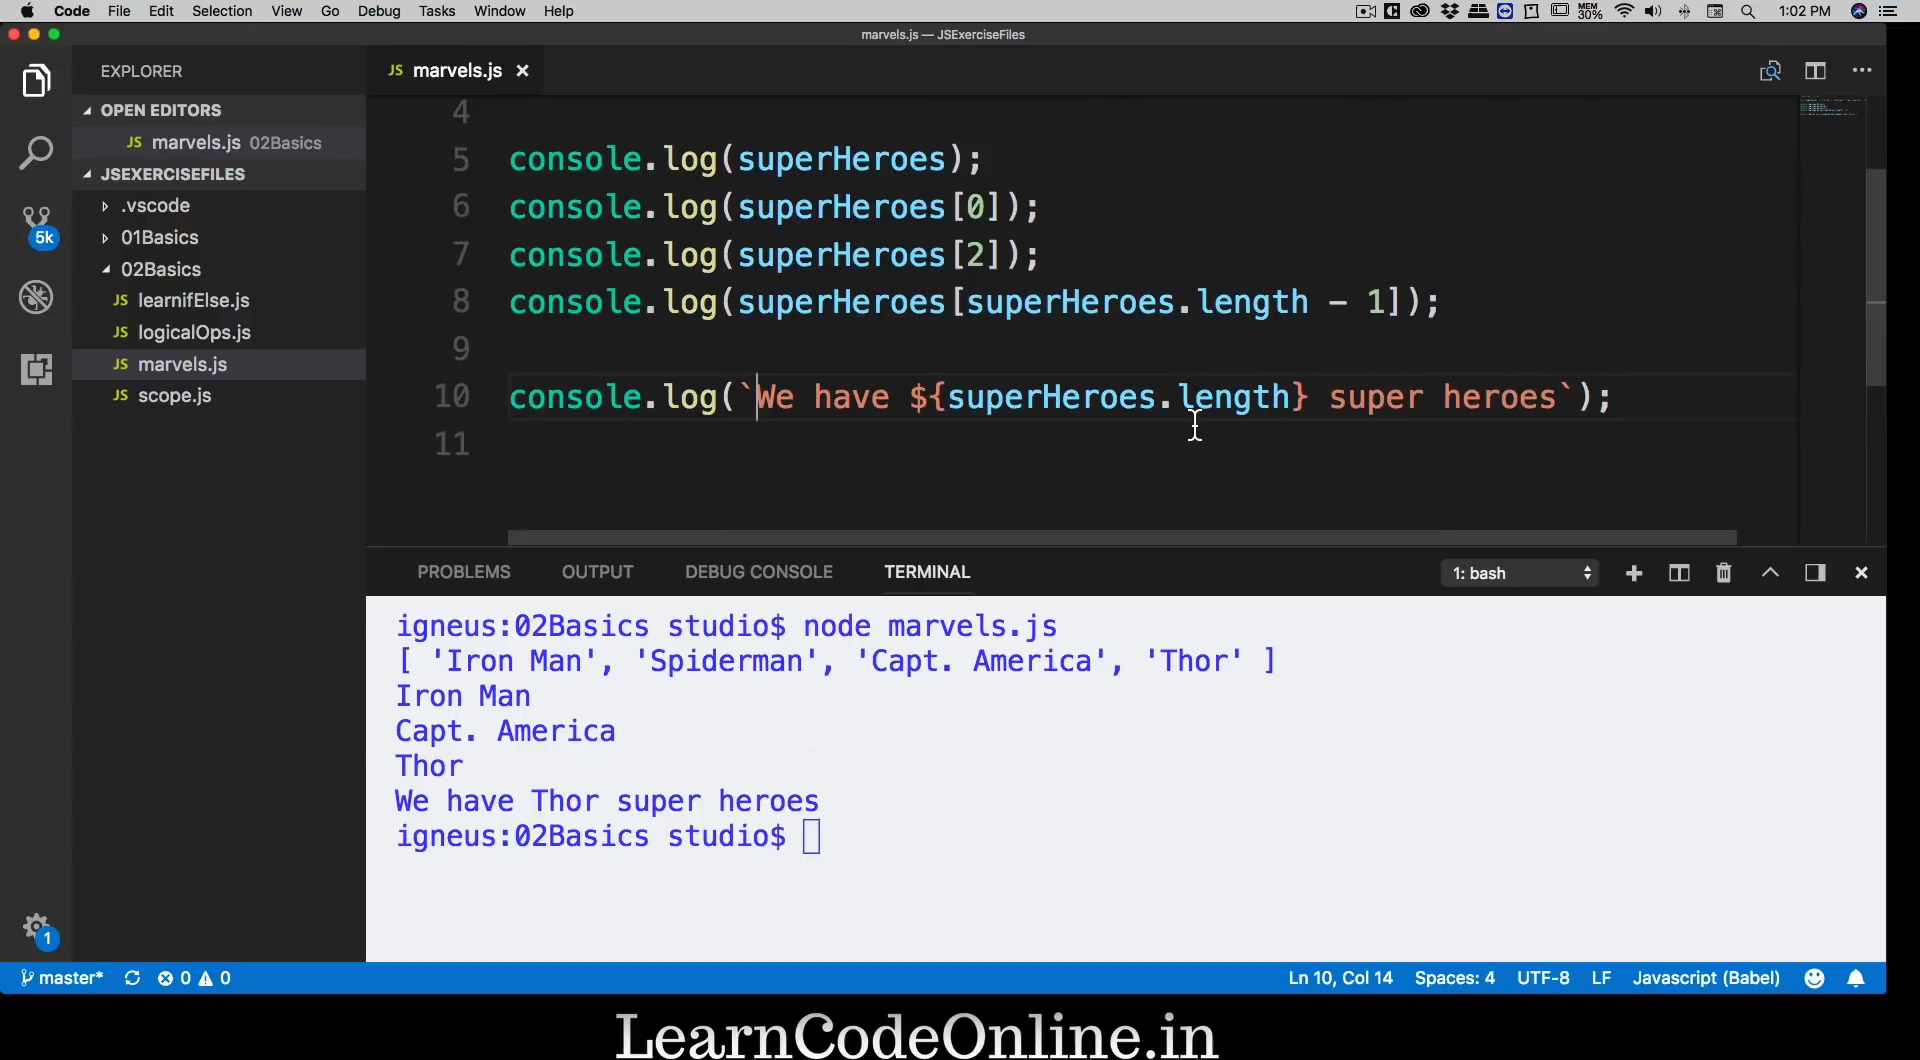 Code File Edit Selection View Go Debug Tasks Window Help MEM 30% 1:02 PM
marvels.js — JSExerciseFiles
EXPLORER
JS marvels.js
OPEN EDITORS
JS marvels.js 02Basics
JSEXERCISEFILES
.vscode
01Basics
02Basics
JS learnifElse.js
JS logicalOps.js
JS marvels.js
JS scope.js
5k
1
4
5 console.log(superHeroes);
6 console.log(superHeroes[0]);
7 console.log(superHeroes[2]);
8 console.log(superHeroes[superHeroes.length - 1]);
9
10 console.log(`We have ${superHeroes.length} super heroes`);
11
PROBLEMS OUTPUT DEBUG CONSOLE TERMINAL 1: bash
igneus:02Basics studio$ node marvels.js
[ 'Iron Man', 'Spiderman', 'Capt. America', 'Thor' ]
Iron Man
Capt. America
Thor
We have Thor super heroes
igneus:02Basics studio$
master* 0 0 Ln 10, Col 14 Spaces: 4 UTF-8 LF Javascript (Babel)
LearnCodeOnline.in